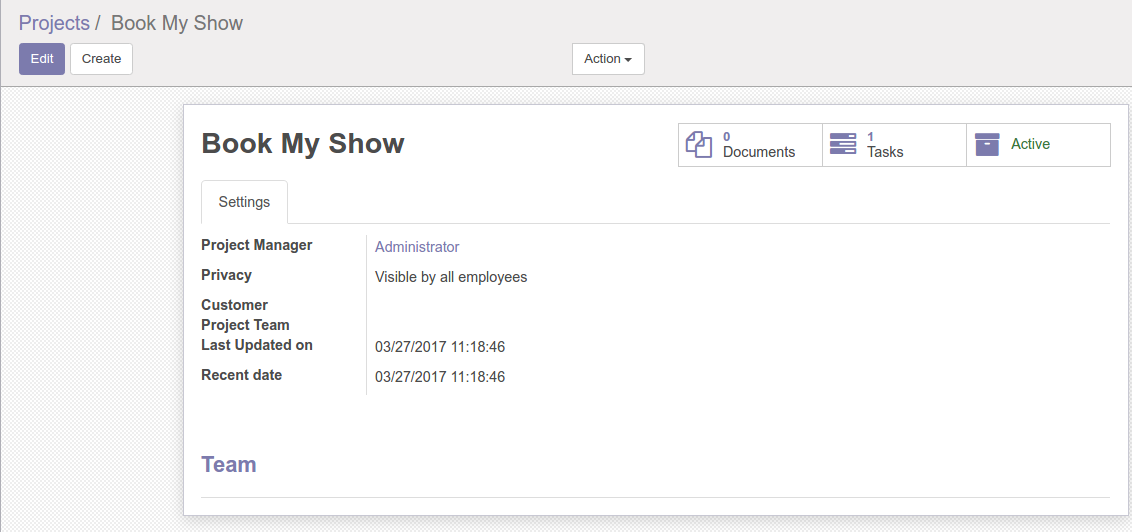 Projects / Book My Show
Edit Create Action
Book My Show
0 Documents
1 Tasks
Active
Settings
Project Manager Administrator
Privacy Visible by all employees
Customer
Project Team
Last Updated on 03/27/2017 11:18:46
Recent date 03/27/2017 11:18:46
Team